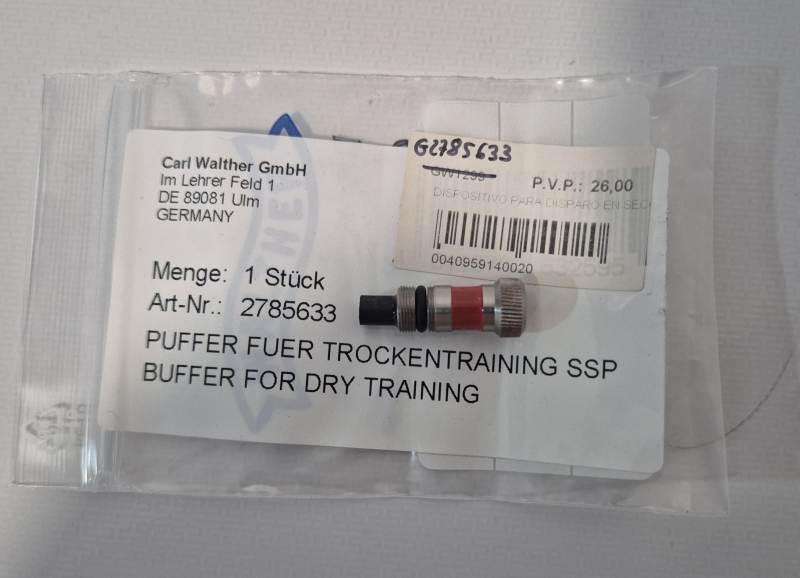 Carl Walther GmbH
Im Lehrer Feld 1
DE 89081 Ulm
GERMANY
Menge: 1 Stück
Art-Nr.: 2785633
PUFFER FUER TROCKENTRAINING SSP
BUFFER FOR DRY TRAINING
G2785633
GW1299
P.V.P.: 26,00
DISPOSITIVO PARA DISPARO EN SECO
0040959140020